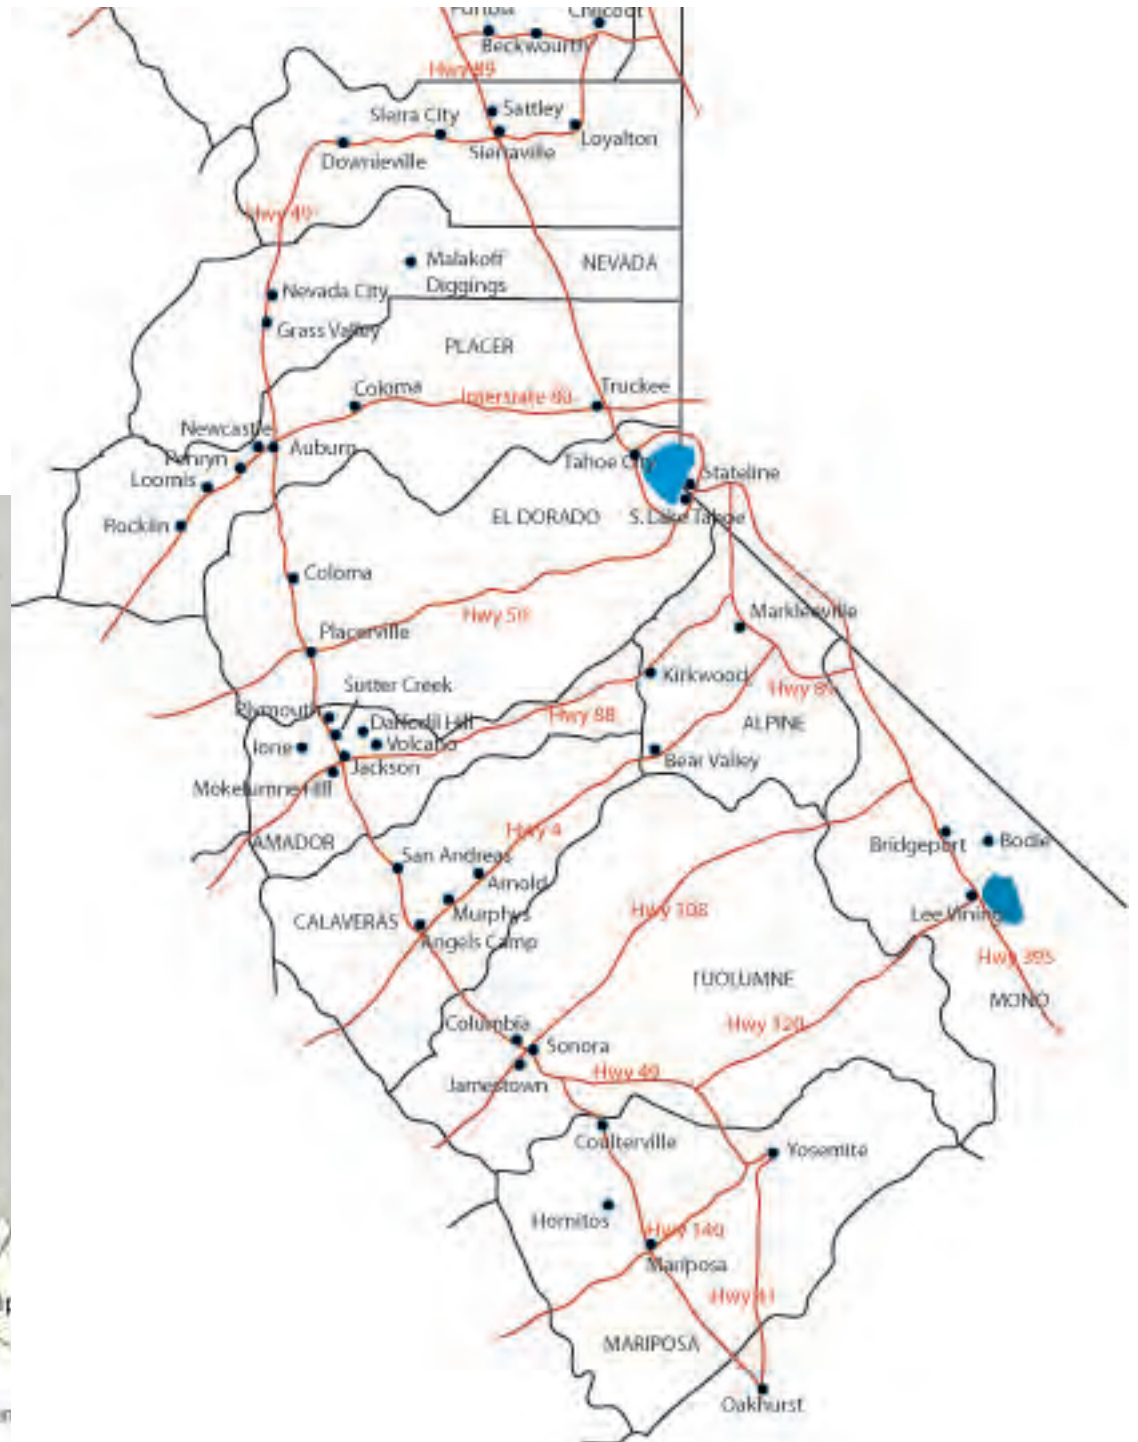 Chilcoot
Beckwourth
Hwy 89
Sattley
Sierra City
Loyalton
Sierraville
Downieville
Hwy 49
Malakoff
Diggings
NEVADA
Nevada City
Grass Valley
PLACER
Coloma
Interstate 80
Truckee
Newcastle
Auburn
Penryn
Tahoe City
Loomis
Stateline
Rocklin
EL DORADO
S. Lake Tahoe
Coloma
Hwy 50
Markleeville
Placerville
Kirkwood
Sutter Creek
Hwy 89
Plymouth
Daffodil Hill
Hwy 88
ALPINE
Ione
Volcano
Jackson
Bear Valley
Mokelumne Hill
Hwy 4
AMADOR
Bridgeport
Bodie
San Andreas
Arnold
Murphys
Hwy 108
Lee Vining
CALAVERAS
Angels Camp
Hwy 395
TUOLUMNE
MONO
Columbia
Hwy 120
Sonora
Hwy 49
Jamestown
Coulterville
Yosemite
Hornitos
Hwy 140
Mariposa
Hwy 41
MARIPOSA
Oakhurst